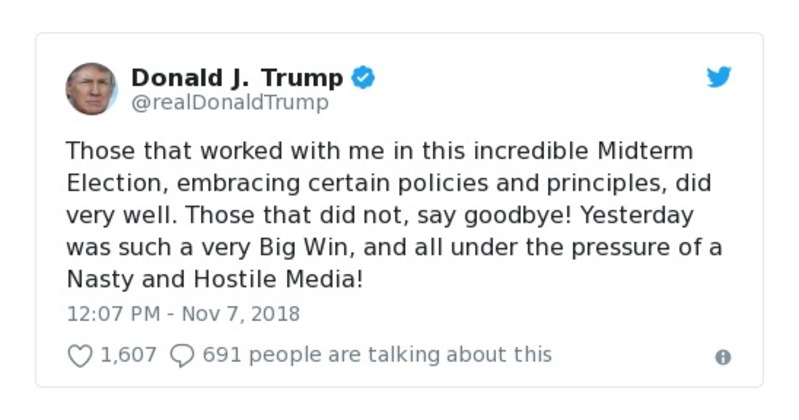 Donald J. Trump
@realDonaldTrump
Those that worked with me in this incredible Midterm
Election, embracing certain policies and principles, did
very well. Those that did not, say goodbye! Yesterday
was such a very Big Win, and all under the pressure of a
Nasty and Hostile Media!
12:07 PM - Nov 7, 2018
1,607 691 people are talking about this